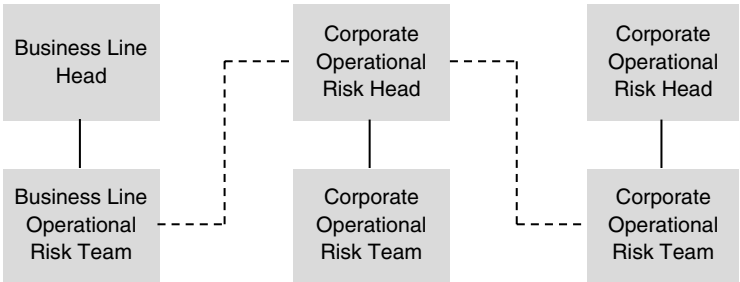 Business Line
Head
Corporate
Operational
Risk Head
Corporate
Operational
Risk Head
Business Line
Operational
Risk Team
Corporate
Operational
Risk Team
Corporate
Operational
Risk Team